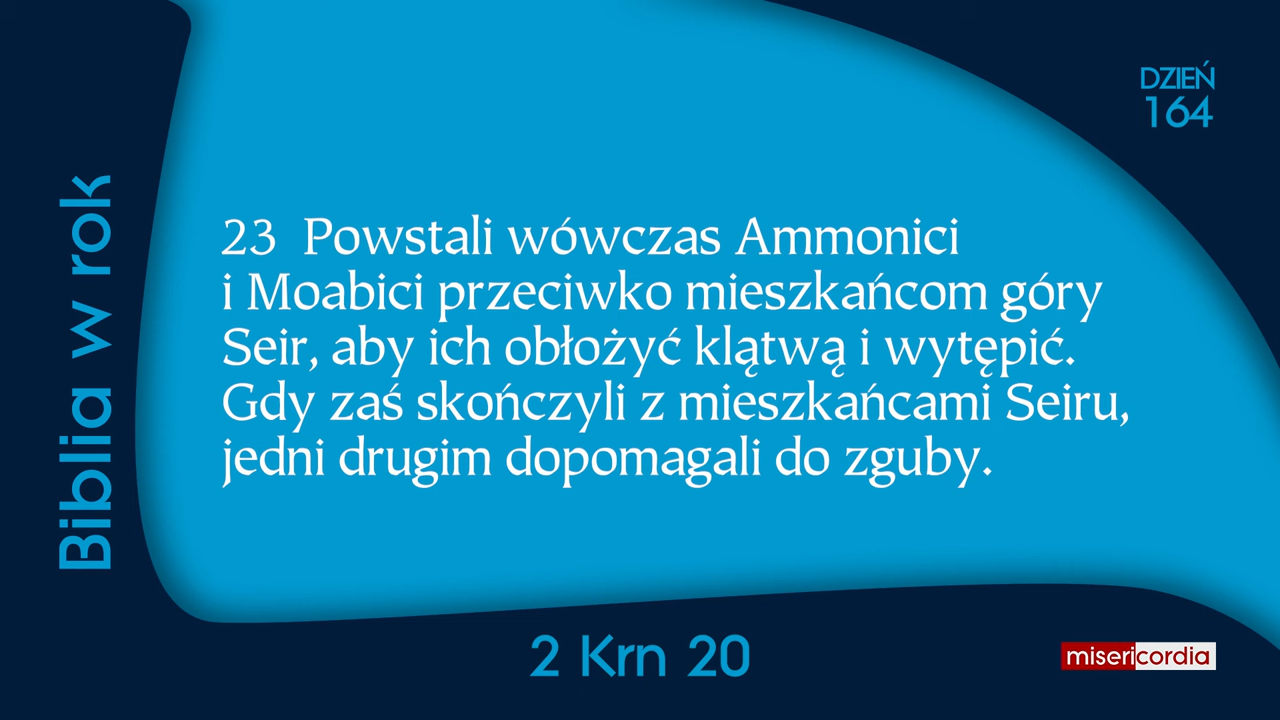 DZIEŃ
164
Biblia w rok
23 Powstali wówczas Ammonici
i Moabici przeciwko mieszkańcom góry
Seir, aby ich obłożyć klątwą i wytępić.
Gdy zaś skończyli z mieszkańcami Seiru,
jedni drugim dopomagali do zguby.
2 Krn 20
misericordia